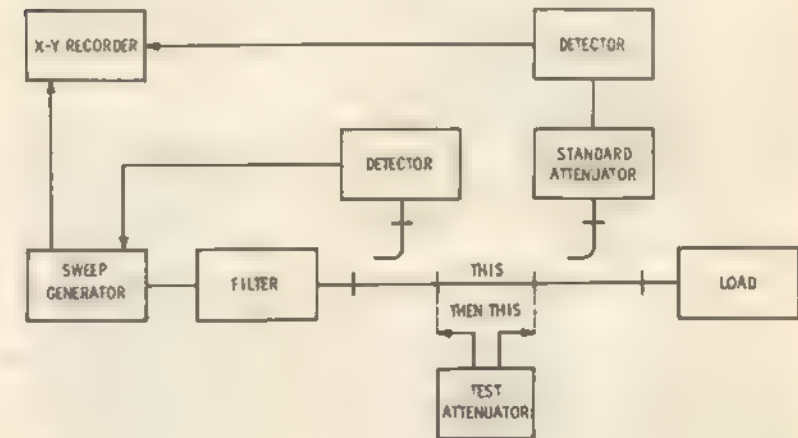 X-Y RECORDER
DETECTOR
DETECTOR
STANDARD
ATTENUATOR
SWEEP
GENERATOR
FILTER
THIS
THEN THIS
LOAD
TEST
ATTENUATOR